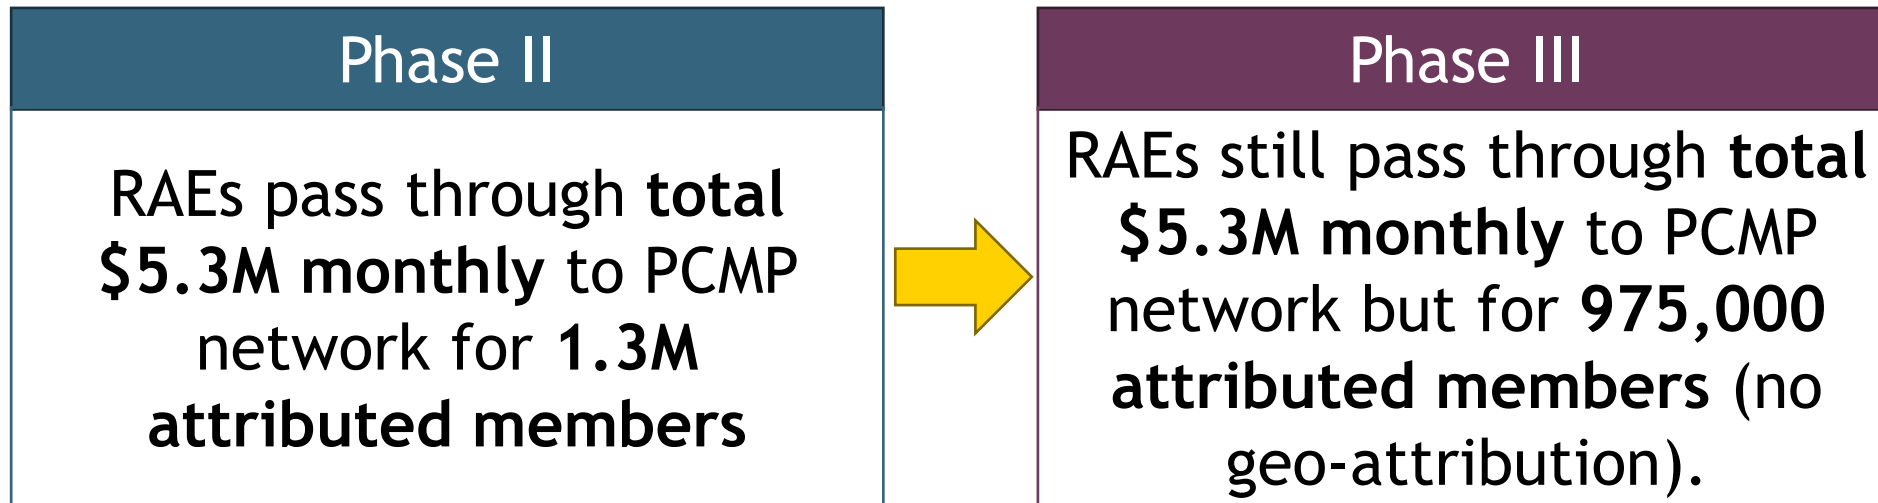 Phase II
RAEs pass through total
$5.3M monthly to PCMP
network for 1.3M
attributed members
Phase III
RAEs still pass through total
$5.3M monthly to PCMP
network but for 975,000
attributed members (no
geo-attribution).